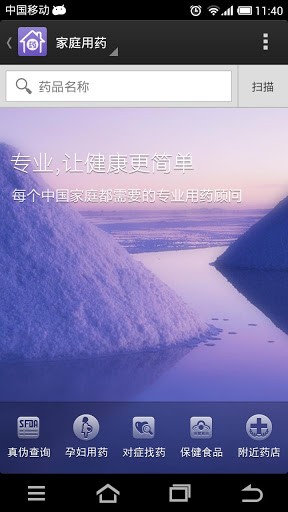 中国移动 11:40
药 家庭用药
药品名称 扫描
专业,让健康更简单
每个中国家庭都需要的专业用药顾问
SFDA
真伪查询 孕妇用药 对症找药 保健食品 附近药店